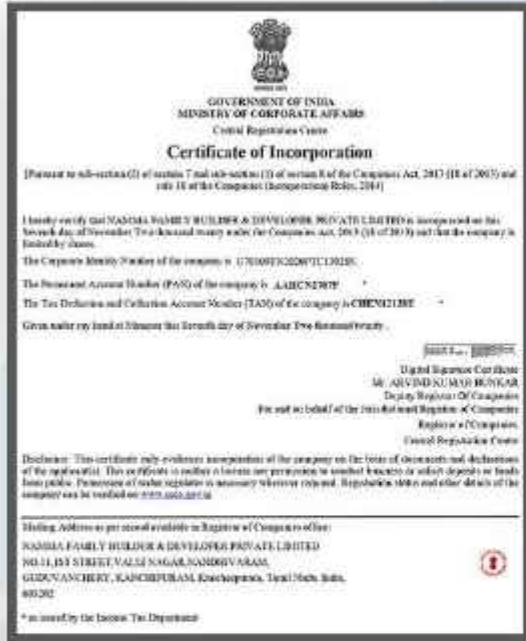 GOVERNMENT OF INDIA
MINISTRY OF CORPORATE AFFAIRS
Central Registration Centre
Certificate of Incorporation
[Pursuant to sub-section (2) of section 7 and sub-section (1) of section 8 of the Companies Act, 2013 (18 of 2013) and
rule 18 of the Companies (Incorporation) Rules, 2014]
I hereby certify that NAMMA FAMILY BUILDER & DEVELOPER PRIVATE LIMITED is incorporated on this
Seventh day of November Two thousand twenty under the Companies Act, 2013 (18 of 2013) and that the company is
limited by shares.
The Corporate Identity Number of the company is
The Permanent Account Number (PAN) of the company is *
The Tax Deduction and Collection Account Number (TAN) of the company is *
Given under my hand at Manesar this Seventh day of November Two thousand twenty .
Digital Signature Certificate
Mr. ARVIND KUMAR BUNKAR
Deputy Registrar Of Companies
For and on behalf of the Jurisdictional Registrar of Companies
Registrar of Companies
Central Registration Centre
Disclaimer: This certificate only evidences incorporation of the company on the basis of documents and declarations
of the applicant(s). This certificate is neither a license nor permission to conduct business or solicit deposits or funds
from public. Permission of sector regulator is necessary wherever required. Registration status and other details of the
company can be verified on www.mca.gov.in
Mailing Address as per record available in Registrar of Companies office:
NAMMA FAMILY BUILDER & DEVELOPER PRIVATE LIMITED
NO.11, IST STREET, NAGAR, NANDHIVARAM,
GUDUVANCHERY, KANCHIPURAM, Kancheepuram, Tamil Nadu, India,
603202
* as issued by the Income Tax Department